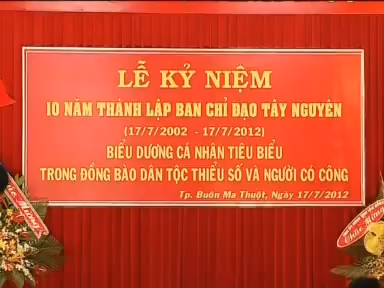 LỄ KỶ NIỆM
10 NĂM THÀNH LẬP BAN CHỈ ĐẠO TÂY NGUYÊN
(17/7/2002 - 17/7/2012)
BIỂU DƯƠNG CÁ NHÂN TIÊU BIỂU
TRONG ĐỒNG BÀO DÂN TỘC THIỂU SỐ VÀ NGƯỜI CÓ CÔNG
Tp. Buôn Ma Thuột, Ngày 17/7/2012